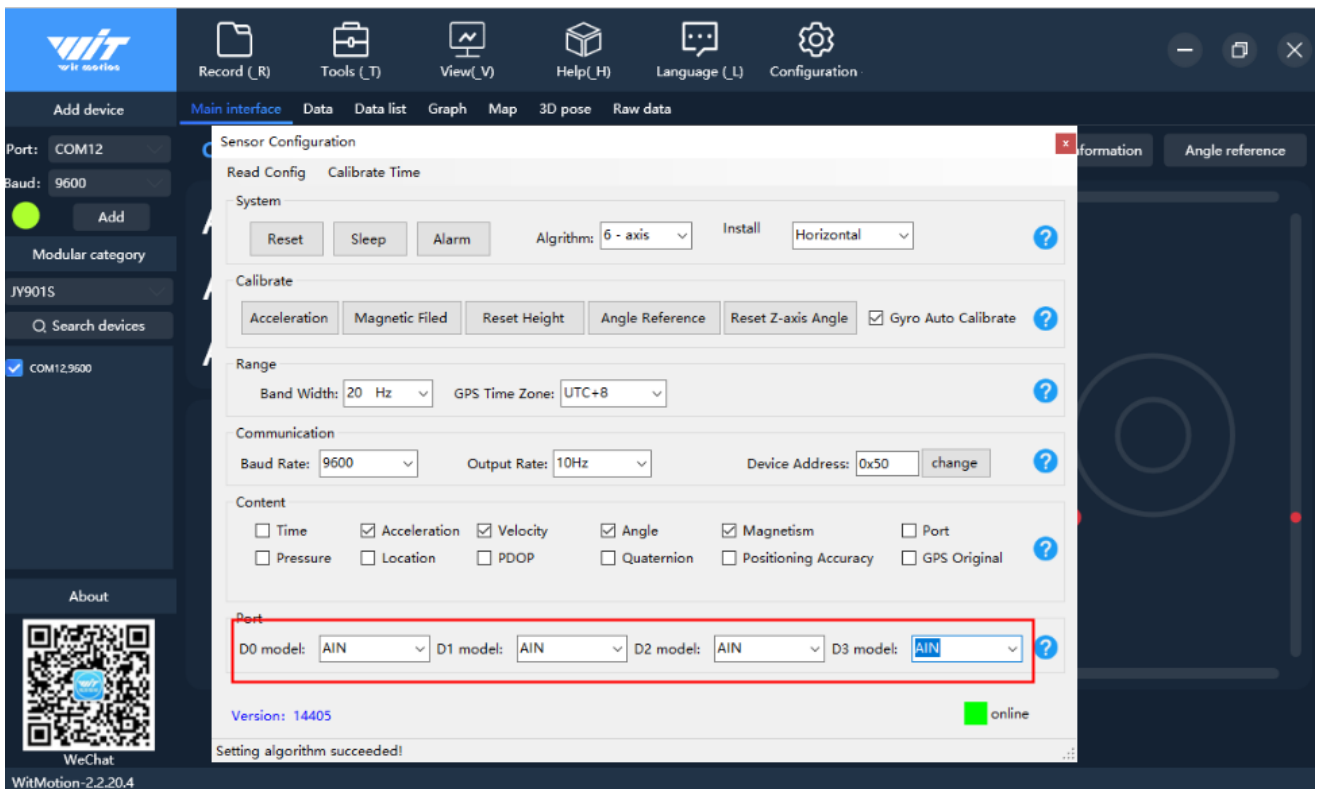 WiT
wit motion
Record (_R) Tools (_T) View(_V) Help(_H) Language (_L) Configuration
Add device
Main interface Data Data list Graph Map 3D pose Raw data
Port: COM12
Baud: 9600
Add
Modular category
JY901S
Search devices
COM12,9600
About
WeChat
WitMotion-2.2.20.4
Angle reference
Sensor Configuration
Read Config Calibrate Time
System
Reset Sleep Alarm Algrithm: 6 - axis Install Horizontal
Calibrate
Acceleration Magnetic Filed Reset Height Angle Reference Reset Z-axis Angle Gyro Auto Calibrate
Range
Band Width: 20 Hz GPS Time Zone: UTC+8
Communication
Baud Rate: 9600 Output Rate: 10Hz Device Address: 0x50 change
Content
Time Acceleration Velocity Angle Magnetism Port
Pressure Location PDOP Quaternion Positioning Accuracy GPS Original
Port
D0 model: AIN D1 model: AIN D2 model: AIN D3 model: AIN
Version: 14405 online
Setting algorithm succeeded!